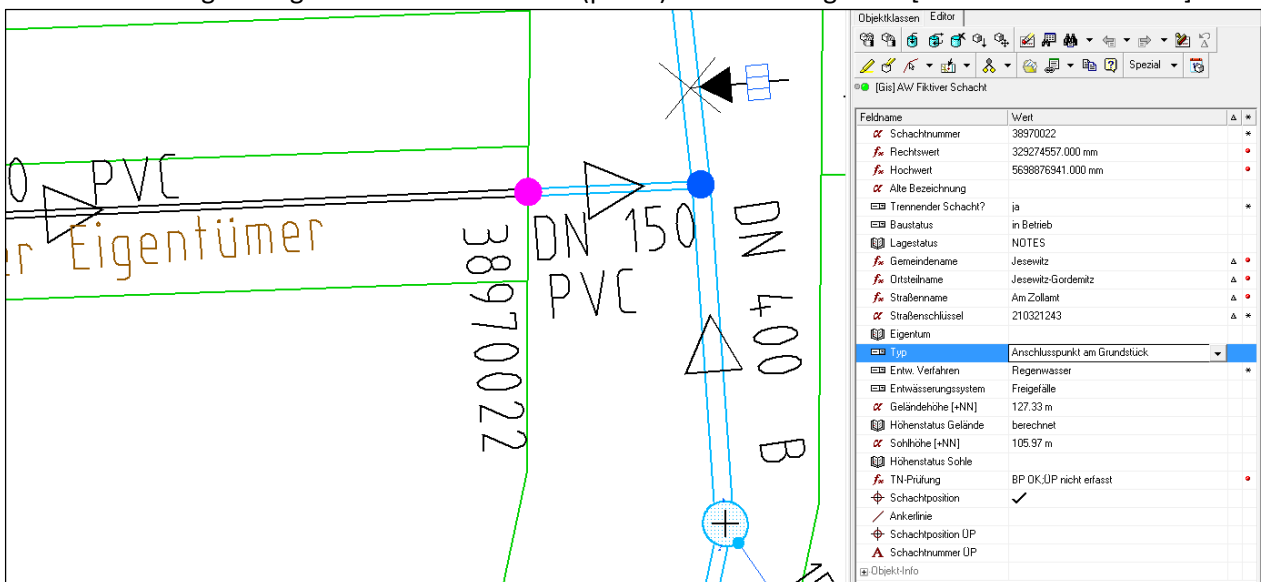 Objektklassen Editor
Spezial
[Gis] AW Fiktiver Schacht
Feldname Wert
Schachtnummer 38970022
Rechtswert 329274557.000 mm
Hochwert 5698876941.000 mm
Alte Bezeichnung
Trennender Schacht? ja
Baustatus in Betrieb
Lagestatus NOTES
Gemeindename Jesewitz
Ortsteilname Jesewitz-Gordemitz
Straßenname Am Zollamt
Straßenschlüssel 210321243
Eigentum
Typ Anschlusspunkt am Grundstück
Entw. Verfahren Regenwasser
Entwässerungssystem Freigefälle
Geländehöhe [+NN] 127.33 m
Höhenstatus Gelände berechnet
Sohlhöhe [+NN] 105.97 m
Höhenstatus Sohle
TN-Prüfung BP OK;ÜP nicht erfasst
Schachtposition
Ankerlinie
Schachtposition ÜP
Schachtnummer ÜP
Objekt-Info
0 PVC
er Eigentümer
38970022
DN 150
PVC
DN 400 B